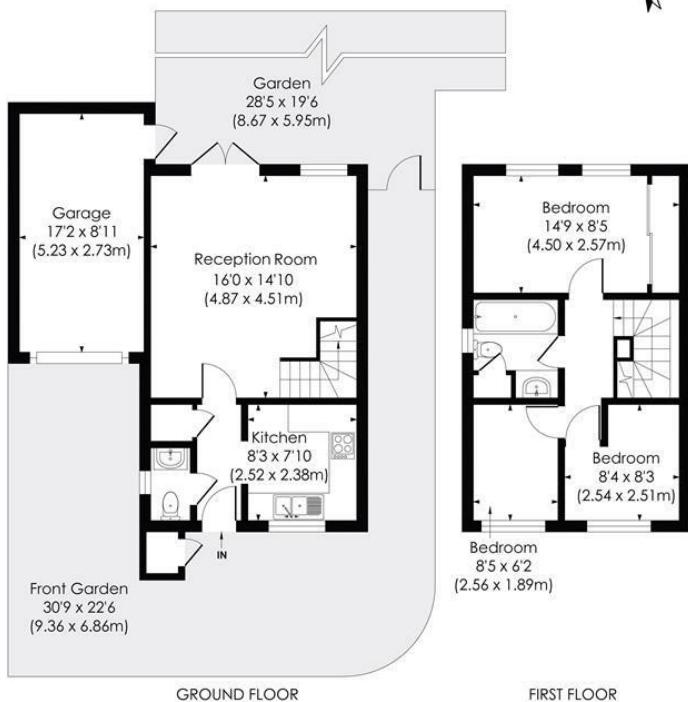 Garden
28'5 x 19'6
(8.67 x 5.95m)
Garage
17'2 x 8'11
(5.23 x 2.73m)
Reception Room
16'0 x 14'10
(4.87 x 4.51m)
Kitchen
8'3 x 7'10
(2.52 x 2.38m)
IN
Front Garden
30'9 x 22'6
(9.36 x 6.86m)
GROUND FLOOR
Bedroom
14'9 x 8'5
(4.50 x 2.57m)
Bedroom
8'4 x 8'3
(2.54 x 2.51m)
Bedroom
8'5 x 6'2
(2.56 x 1.89m)
FIRST FLOOR